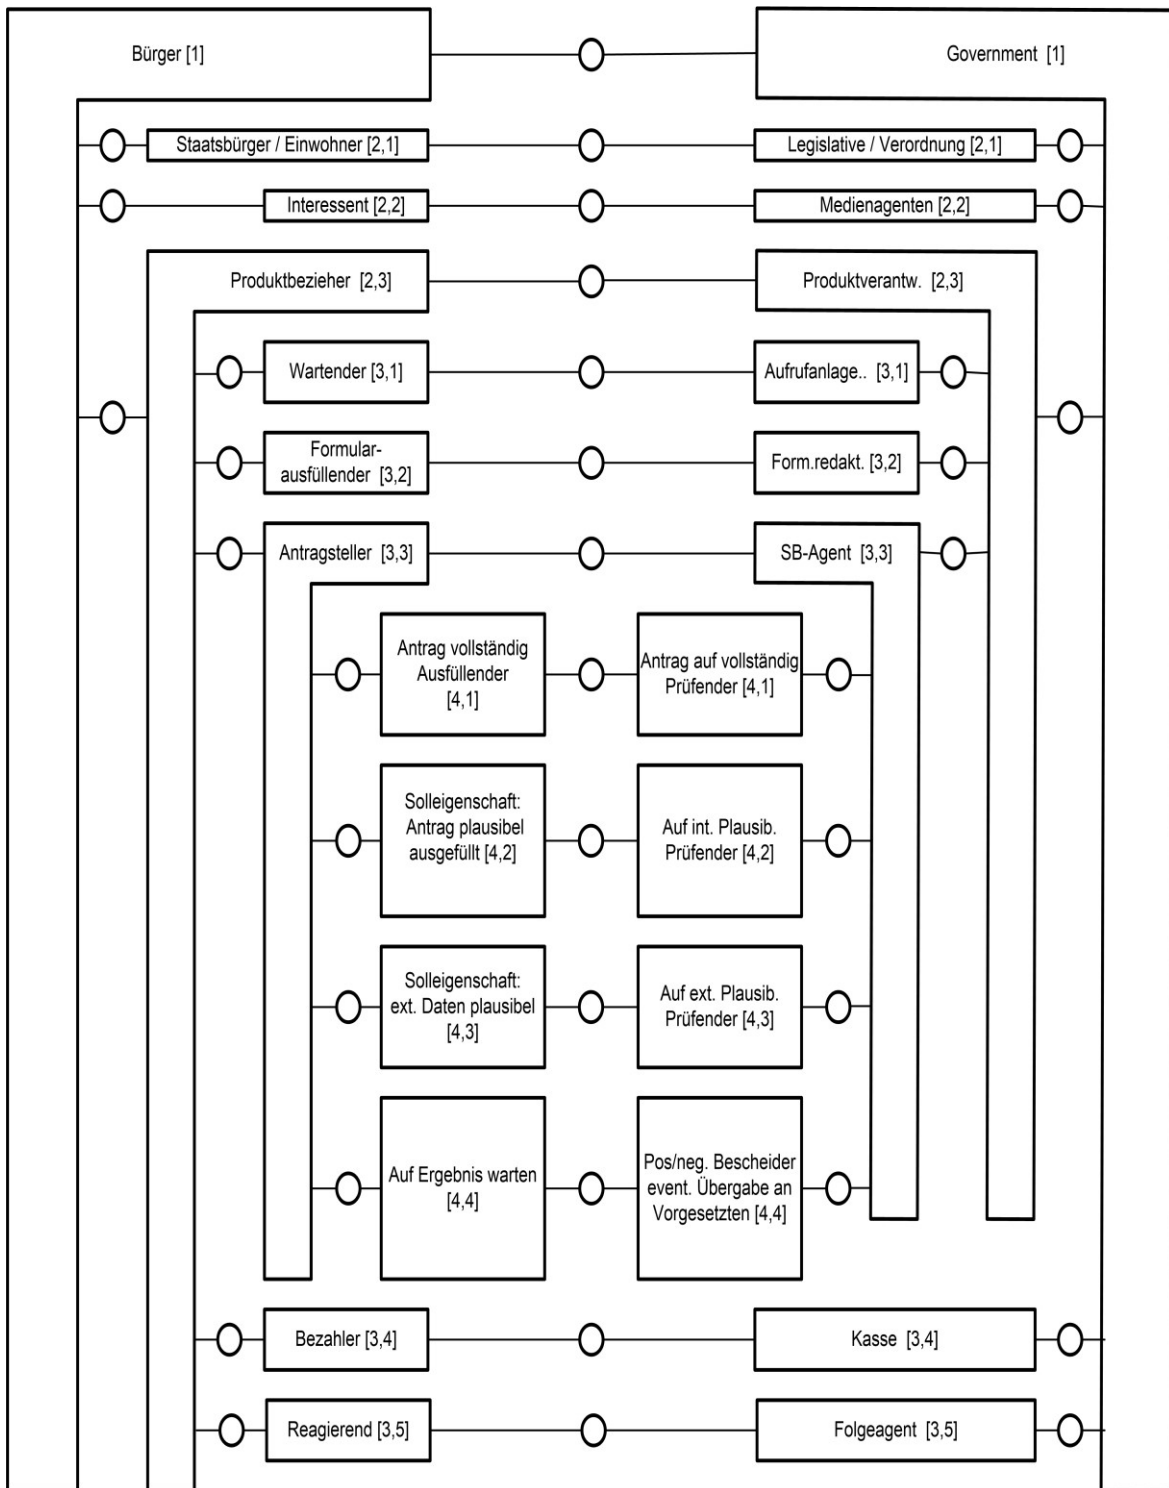 Bürger [1]
Government [1]
Staatsbürger / Einwohner [2,1]
Legislative / Verordnung [2,1]
Interessent [2,2]
Medienagenten [2,2]
Produktbezieher [2,3]
Produktverantw. [2,3]
Wartender [3,1]
Aufrufanlage.. [3,1]
Formular-
ausfüllender [3,2]
Form.redakt. [3,2]
Antragsteller [3,3]
SB-Agent [3,3]
Antrag vollständig
Ausfüllender
[4,1]
Antrag auf vollständig
Prüfender [4,1]
Solleigenschaft:
Antrag plausibel
ausgefüllt [4,2]
Auf int. Plausib.
Prüfender [4,2]
Solleigenschaft:
ext. Daten plausibel
[4,3]
Auf ext. Plausib.
Prüfender [4,3]
Auf Ergebnis warten
[4,4]
Pos/neg. Bescheider
event. Übergabe an
Vorgesetzten [4,4]
Bezahler [3,4]
Kasse [3,4]
Reagierend [3,5]
Folgeagent [3,5]